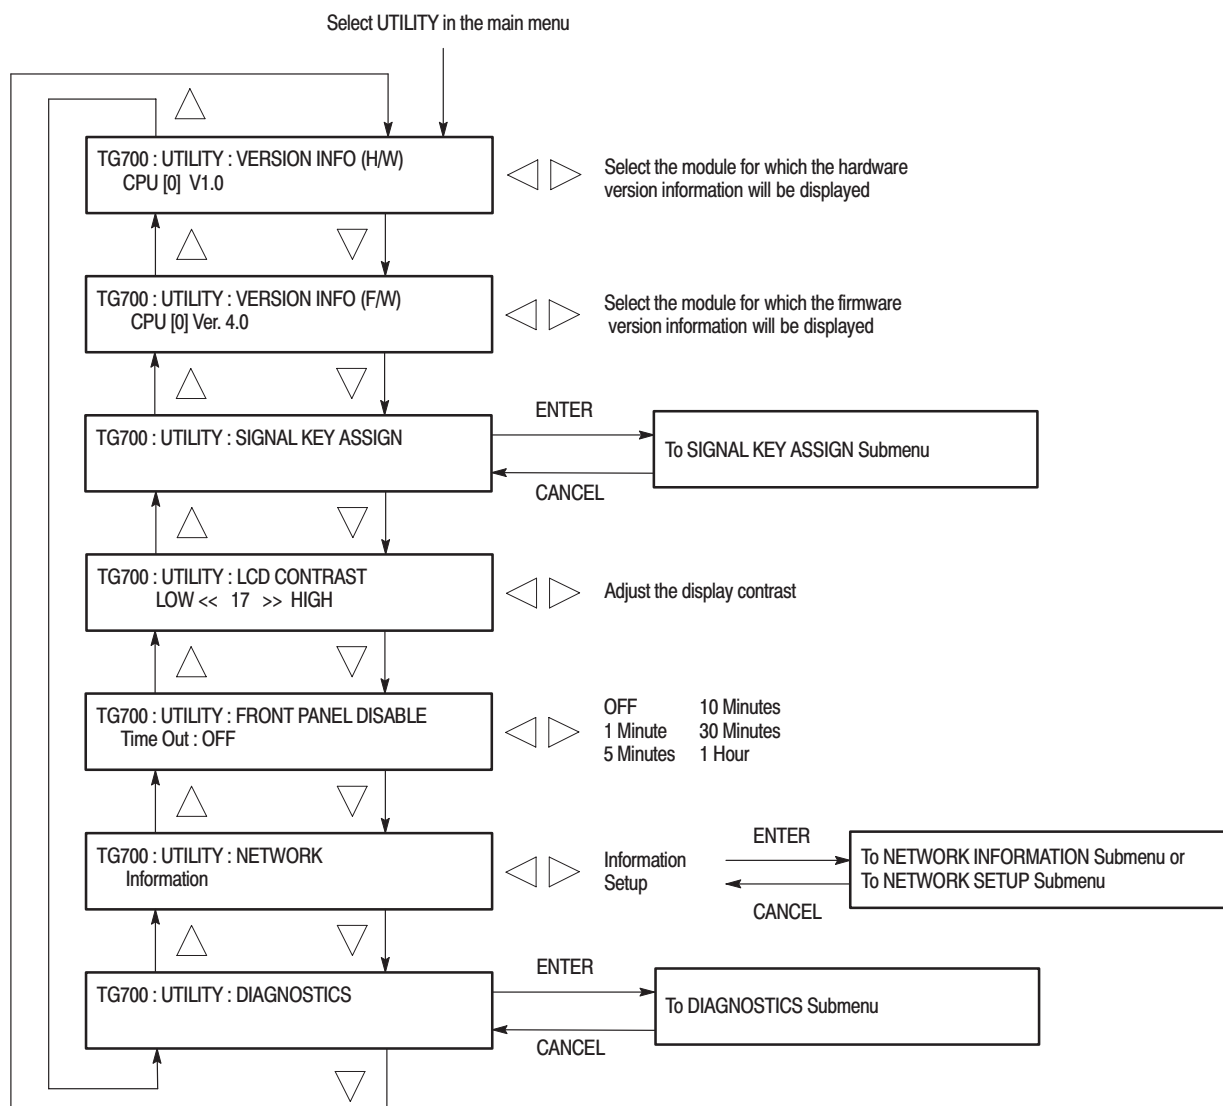 Select UTILITY in the main menu
TG700 : UTILITY : VERSION INFO (H/W)
CPU [0] V1.0
Select the module for which the hardware
version information will be displayed
TG700 : UTILITY : VERSION INFO (F/W)
CPU [0] Ver. 4.0
Select the module for which the firmware
version information will be displayed
TG700 : UTILITY : SIGNAL KEY ASSIGN
ENTER
CANCEL
To SIGNAL KEY ASSIGN Submenu
TG700 : UTILITY : LCD CONTRAST
LOW << 17 >> HIGH
Adjust the display contrast
TG700 : UTILITY : FRONT PANEL DISABLE
Time Out : OFF
OFF 10 Minutes
1 Minute 30 Minutes
5 Minutes 1 Hour
TG700 : UTILITY : NETWORK
Information
Information
Setup
ENTER
CANCEL
To NETWORK INFORMATION Submenu or
To NETWORK SETUP Submenu
TG700 : UTILITY : DIAGNOSTICS
ENTER
CANCEL
To DIAGNOSTICS Submenu